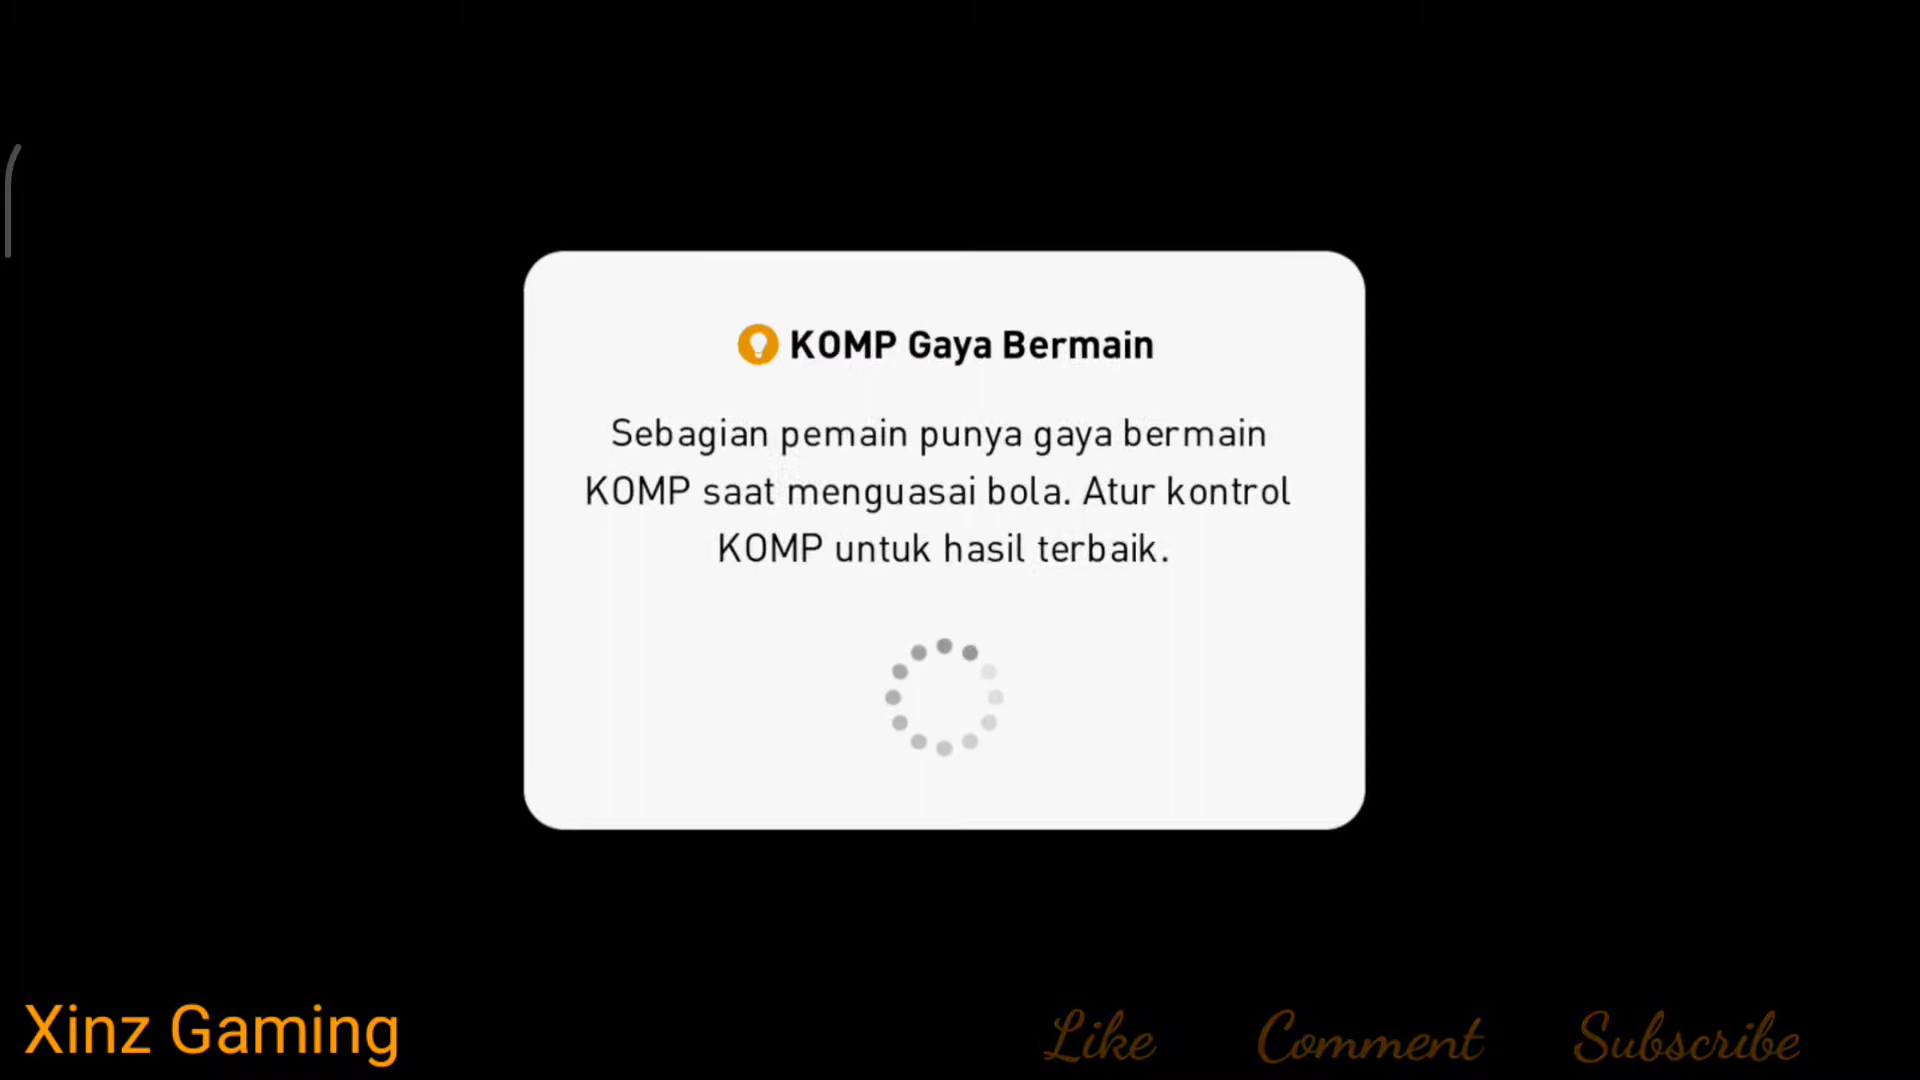 KOMP Gaya Bermain
Sebagian pemain punya gaya bermain
KOMP saat menguasai bola. Atur kontrol
KOMP untuk hasil terbaik.
Xinz Gaming
Like Comment Subscribe